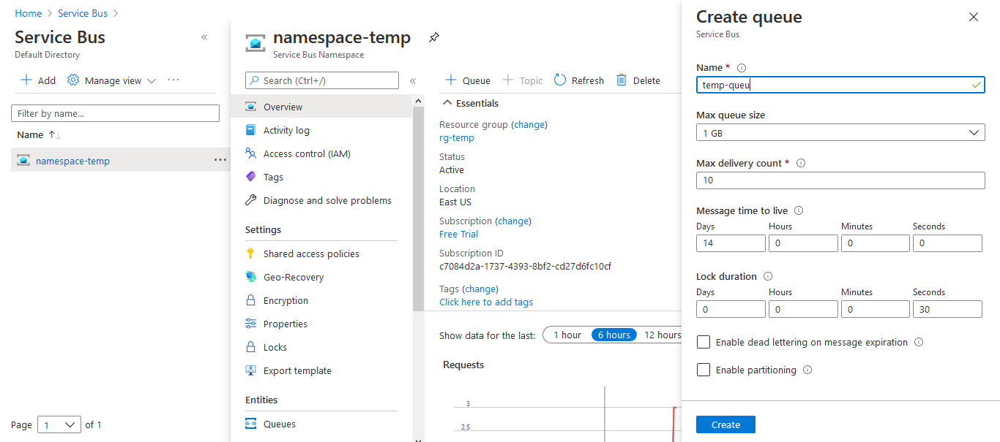 Home > Service Bus >
Service Bus
Default Directory
Add
Manage view
Filter by name...
Name
namespace-temp
Page 1 of 1
namespace-temp
Service Bus Namespace
Search (Ctrl+/)
Overview
Activity log
Access control (IAM)
Tags
Diagnose and solve problems
Settings
Shared access policies
Geo-Recovery
Encryption
Properties
Locks
Export template
Entities
Queues
Queue
Topic
Refresh
Delete
Essentials
Resource group (change)
rg-temp
Status
Active
Location
East US
Subscription (change)
Free Trial
Subscription ID
c7084d2a-1737-4393-8bf2-cd27d6fc10cf
Tags (change)
Click here to add tags
Show data for the last: 1 hour 6 hours 12 hours
Requests
3
2.5
Create queue
Service Bus
Name *
temp-queu
Max queue size
1 GB
Max delivery count *
10
Message time to live
Days Hours Minutes Seconds
14 0 0 0
Lock duration
Days Hours Minutes Seconds
0 0 0 30
Enable dead lettering on message expiration
Enable partitioning
Create